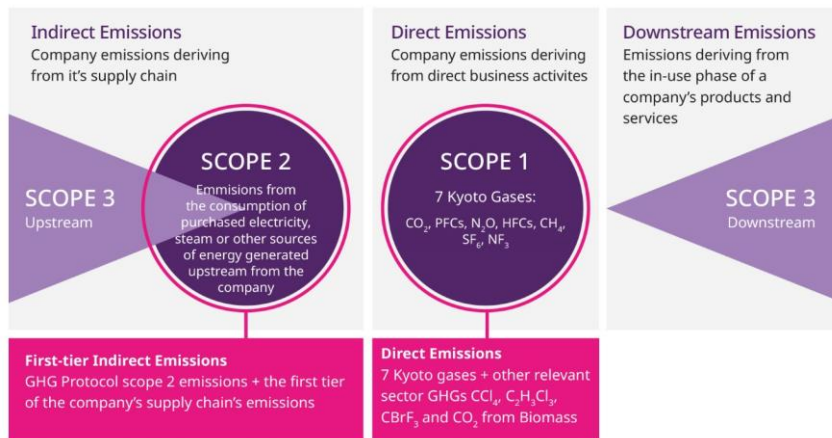 Indirect Emissions
Company emissions deriving
from it's supply chain
SCOPE 3
Upstream
SCOPE 2
Emmisions from
the consumption of
purchased electricity,
steam or other sources
of energy generated
upstream from the
company
First-tier Indirect Emissions
GHG Protocol scope 2 emissions + the first tier
of the company's supply chain's emissions
Direct Emissions
Company emissions deriving
from direct business activites
SCOPE 1
7 Kyoto Gases:
CO₂, PFCs, N₂O, HFCs, CH₄,
SF₆, NF₃
Direct Emissions
7 Kyoto gases + other relevant
sector GHGs CCl₄, C₂H₃Cl₃,
CBrF₃ and CO₂ from Biomass
Downstream Emissions
Emissions deriving from
the in-use phase of a
company's products and
services
SCOPE 3
Downstream